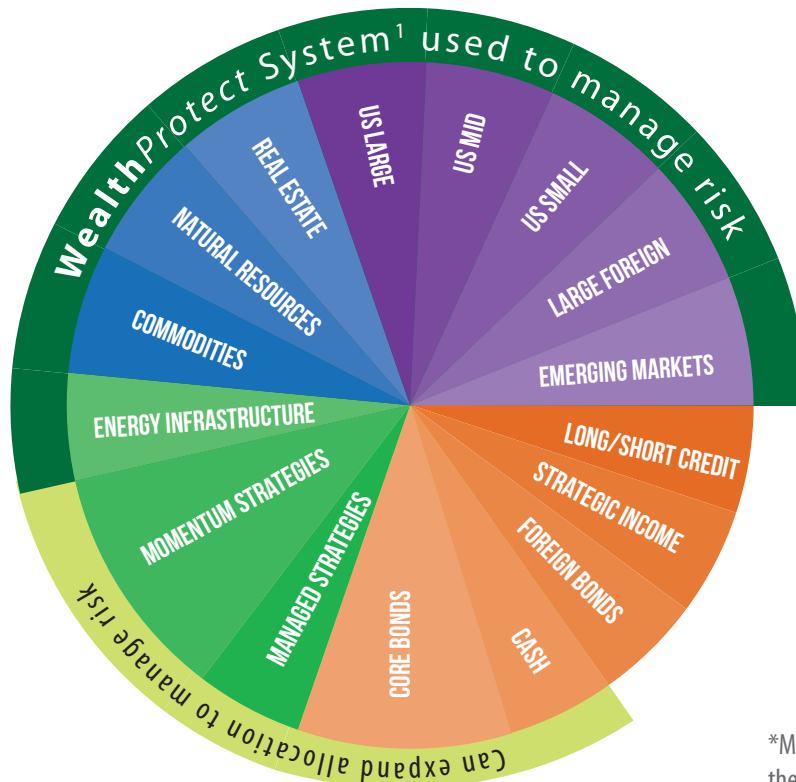 WealthProtect System¹ used to manage risk
US LARGE
US MID
US SMALL
LARGE FOREIGN
EMERGING MARKETS
LONG/SHORT CREDIT
STRATEGIC INCOME
FOREIGN BONDS
CASH
CORE BONDS
MANAGED STRATEGIES
MOMENTUM STRATEGIES
ENERGY INFRASTRUCTURE
COMMODITIES
NATURAL RESOURCES
REAL ESTATE
Can expand allocation to manage risk
*M
the